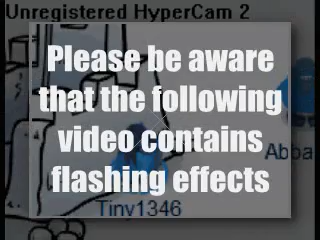 Unregistered HyperCam 2
Please be aware
that the following
video contains
flashing effects
Abba
Tiny1346